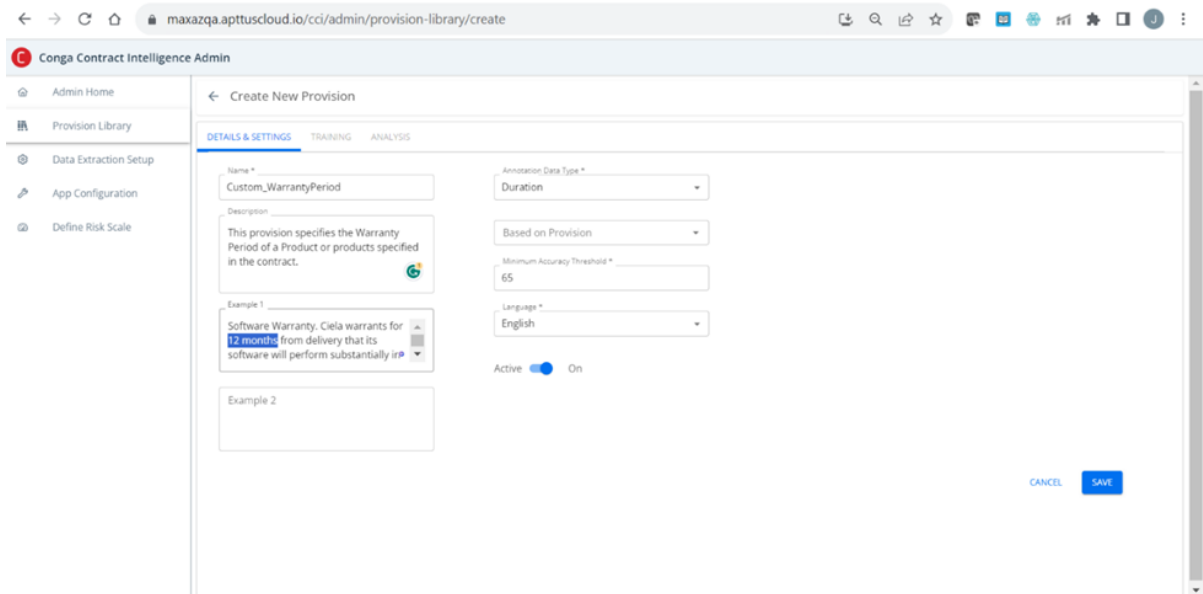 maxazqa.apttuscloud.io/cci/admin/provision-library/create
J
C Conga Contract Intelligence Admin
Admin Home
Provision Library
Data Extraction Setup
App Configuration
Define Risk Scale
← Create New Provision
DETAILS & SETTINGS TRAINING ANALYSIS
Name *
Custom_WarrantyPeriod
Description
This provision specifies the Warranty
Period of a Product or products specified
in the contract.
Example 1
Software Warranty. Ciela warrants for
12 months from delivery that its
software will perform substantially in
Example 2
Annotation Data Type *
Duration
Based on Provision
Minimum Accuracy Threshold *
65
Language *
English
Active On
CANCEL SAVE